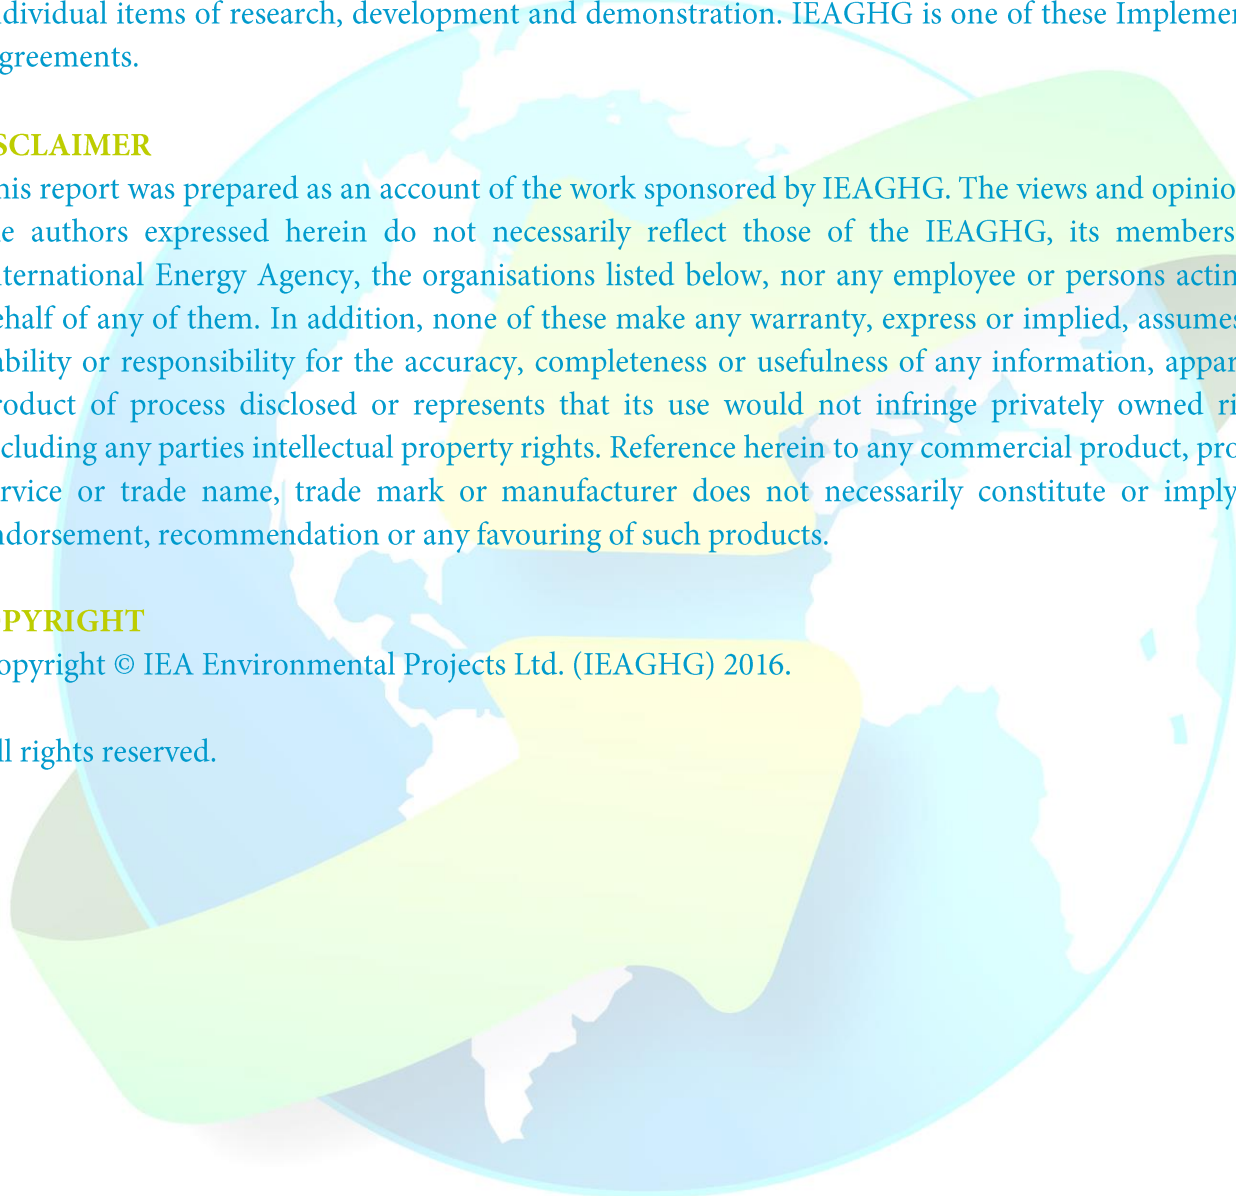 dividual items of research, development and demonstration. IEAGHG is one of these Implemen
greements.
SCLAIMER
his report was prepared as an account of the work sponsored by IEAGHG. The views and opinio
e authors expressed herein do not necessarily reflect those of the IEAGHG, its members
ternational Energy Agency, the organisations listed below, nor any employee or persons actin
ehalf of any of them. In addition, none of these make any warranty, express or implied, assumes
ability or responsibility for the accuracy, completeness or usefulness of any information, appar
roduct of process disclosed or represents that its use would not infringe privately owned ri
cluding any parties intellectual property rights. Reference herein to any commercial product, pro
rvice or trade name, trade mark or manufacturer does not necessarily constitute or imply
ndorsement, recommendation or any favouring of such products.
PYRIGHT
opyright © IEA Environmental Projects Ltd. (IEAGHG) 2016.
ll rights reserved.